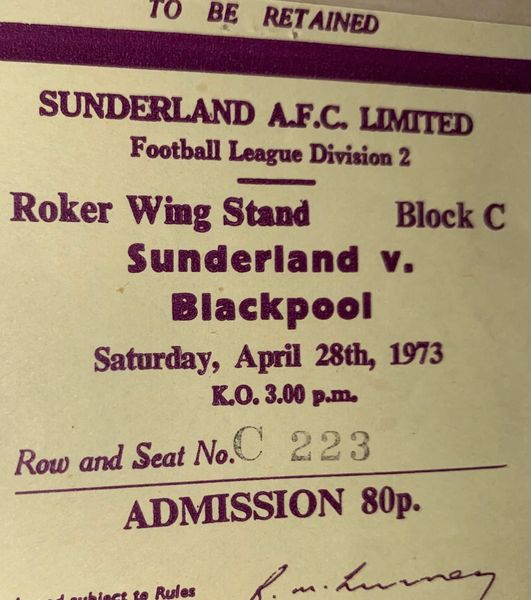 TO BE RETAINED
SUNDERLAND A.F.C. LIMITED
Football League Division 2
Roker Wing Stand Block C
Sunderland v.
Blackpool
Saturday, April 28th, 1973
K.O. 3.00 p.m.
Row and Seat No. C 223
ADMISSION 80p.
subject to Rules